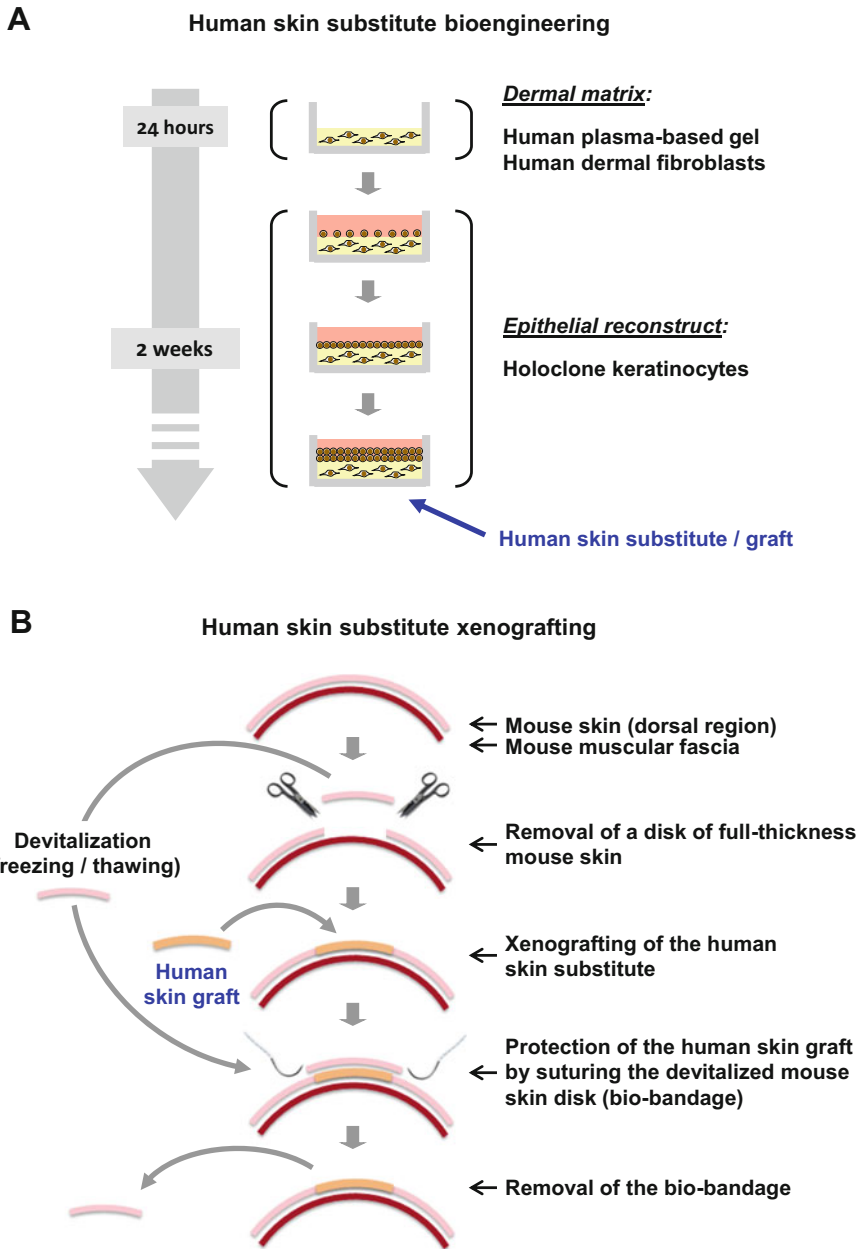 A
Human skin substitute bioengineering
24 hours
Dermal matrix:
Human plasma-based gel
Human dermal fibroblasts
2 weeks
Epithelial reconstruct:
Holoclone keratinocytes
Human skin substitute / graft
B
Human skin substitute xenografting
Mouse skin (dorsal region)
Mouse muscular fascia
Devitalization
reezing / thawing)
Removal of a disk of full-thickness
mouse skin
Human
skin graft
Xenografting of the human
skin substitute
Protection of the human skin graft
by suturing the devitalized mouse
skin disk (bio-bandage)
Removal of the bio-bandage